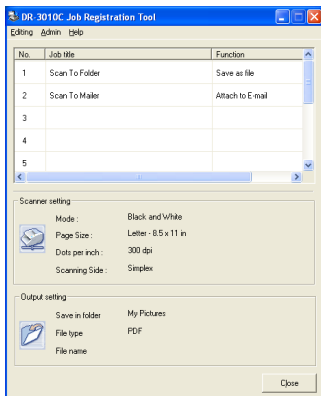 DR-3010C Job Registration Tool
Editing Admin Help
No. Job title Function
1 Scan To Folder Save as file
2 Scan To Mailer Attach to E-mail
3
4
5
Scanner setting
Mode : Black and White
Page Size : Letter - 8.5 x 11 in
Dots per inch : 300 dpi
Scanning Side : Simplex
Output setting
Save in folder My Pictures
File type PDF
File name
Close